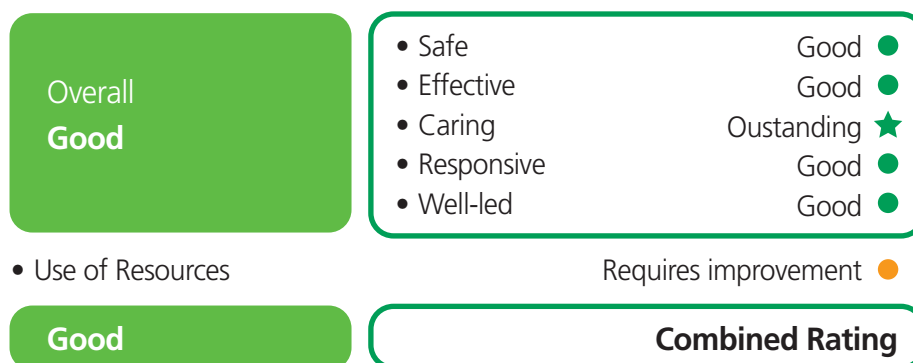 Overall
Good
• Safe Good
• Effective Good
• Caring Oustanding
• Responsive Good
• Well-led Good
• Use of Resources Requires improvement
Good Combined Rating